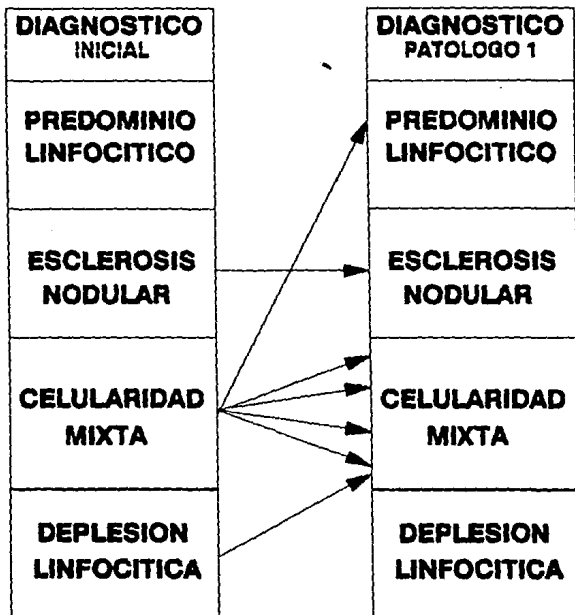 DIAGNOSTICO
INICIAL
PREDOMINIO
LINFOCITICO
ESCLEROSIS
NODULAR
CELULARIDAD
MIXTA
DEPLESION
LINFOCITICA
DIAGNOSTICO
PATOLOGO 1
PREDOMINIO
LINFOCITICO
ESCLEROSIS
NODULAR
CELULARIDAD
MIXTA
DEPLESION
LINFOCITICA